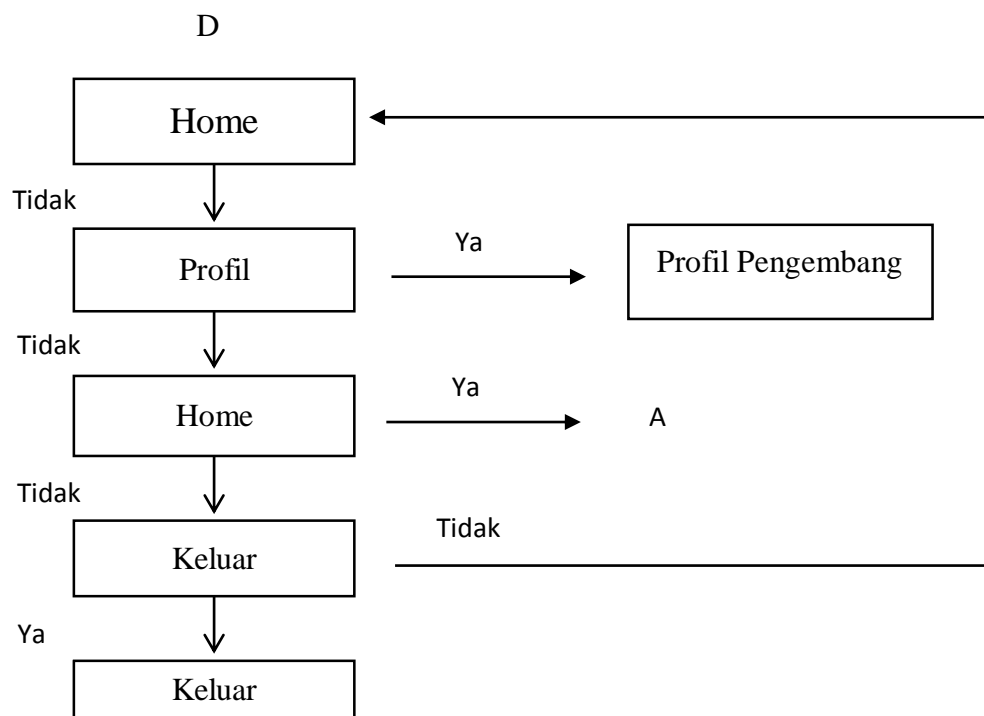 D
Home
Tidak
Profil
Ya
Profil Pengembang
Tidak
Home
Ya
A
Tidak
Keluar
Tidak
Ya
Keluar